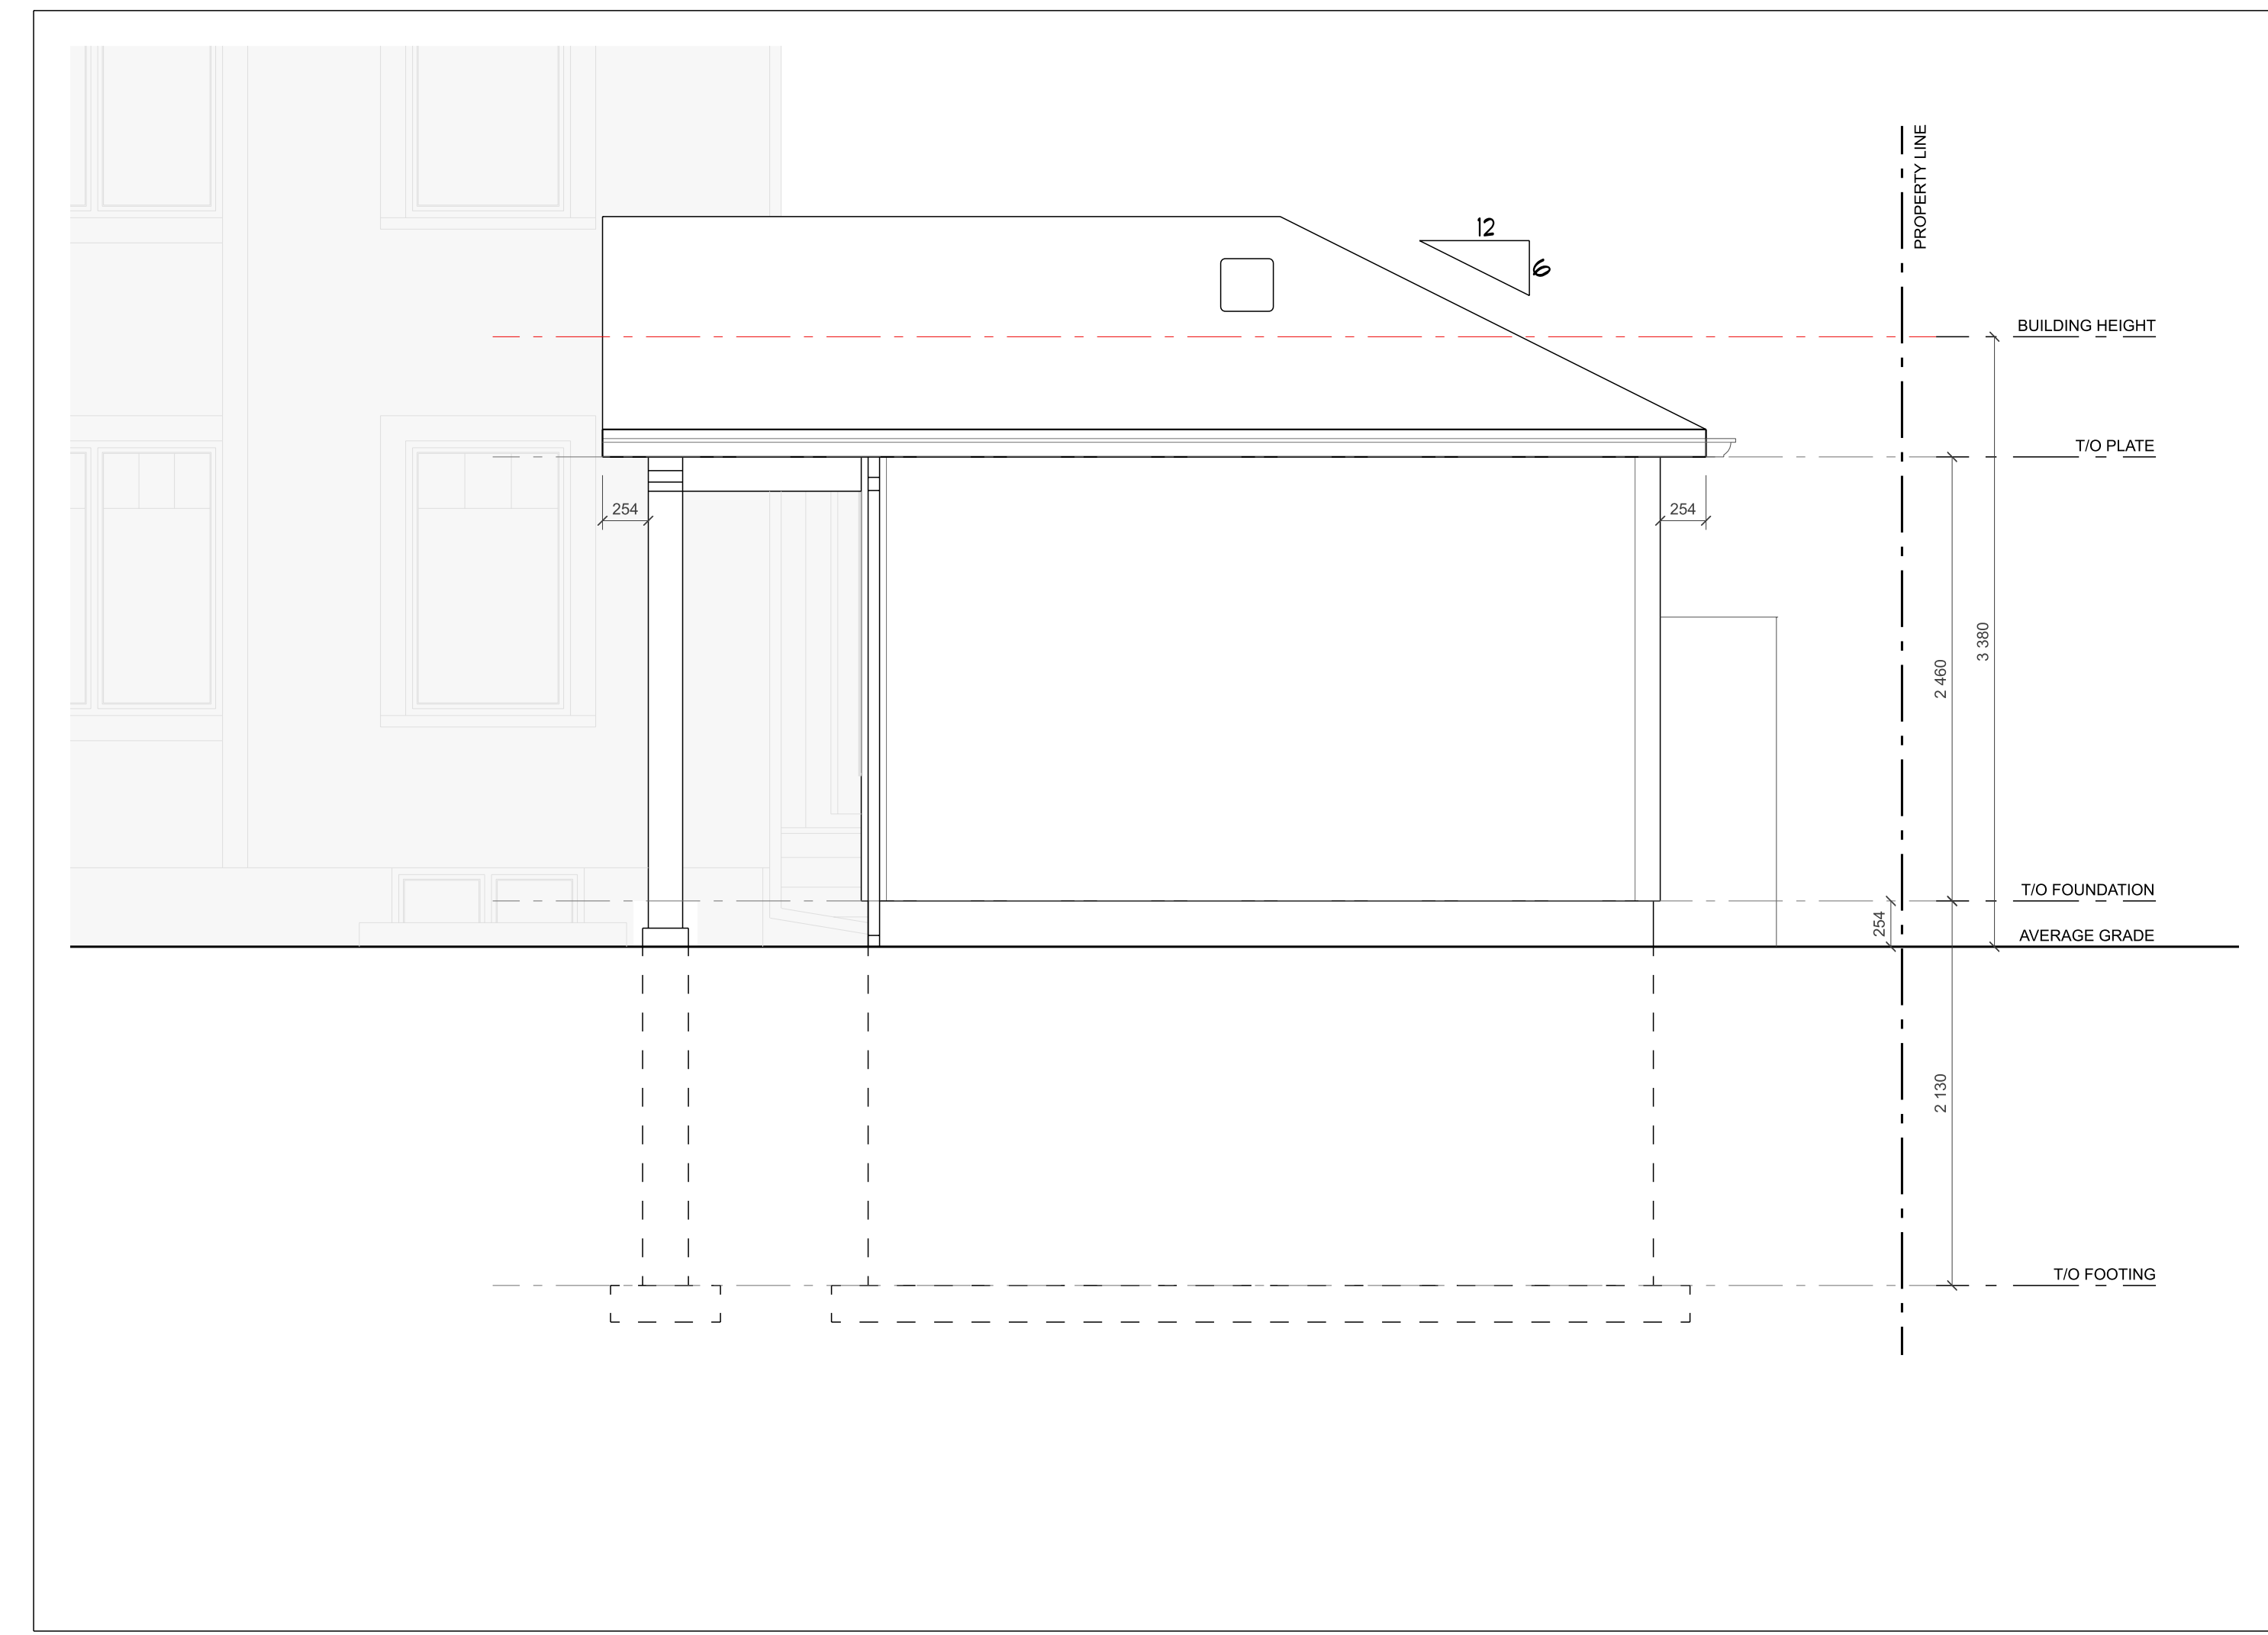 PROPERTY LINE
12
6
BUILDING HEIGHT
T/O PLATE
254
254
3 380
2 460
T/O FOUNDATION
254
AVERAGE GRADE
2 130
T/O FOOTING